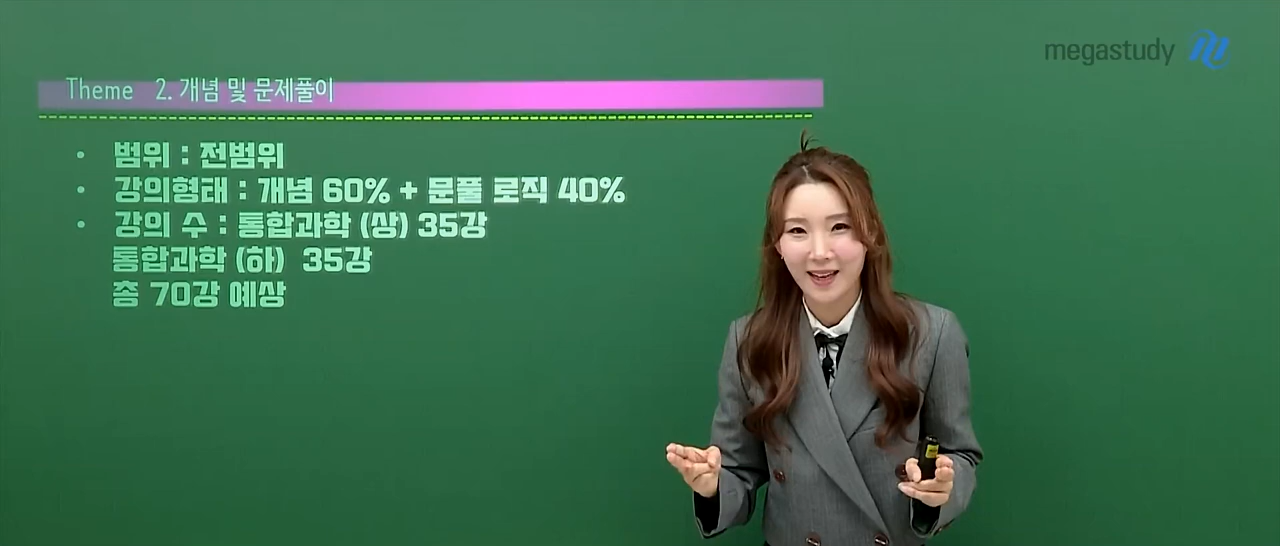 megastudy
Theme 2. 개념 및 문제풀이
• 범위 : 전범위
• 강의형태 : 개념 60% + 문풀 로직 40%
• 강의 수 : 통합과학 (상) 35강
통합과학 (하) 35강
총 70강 예상